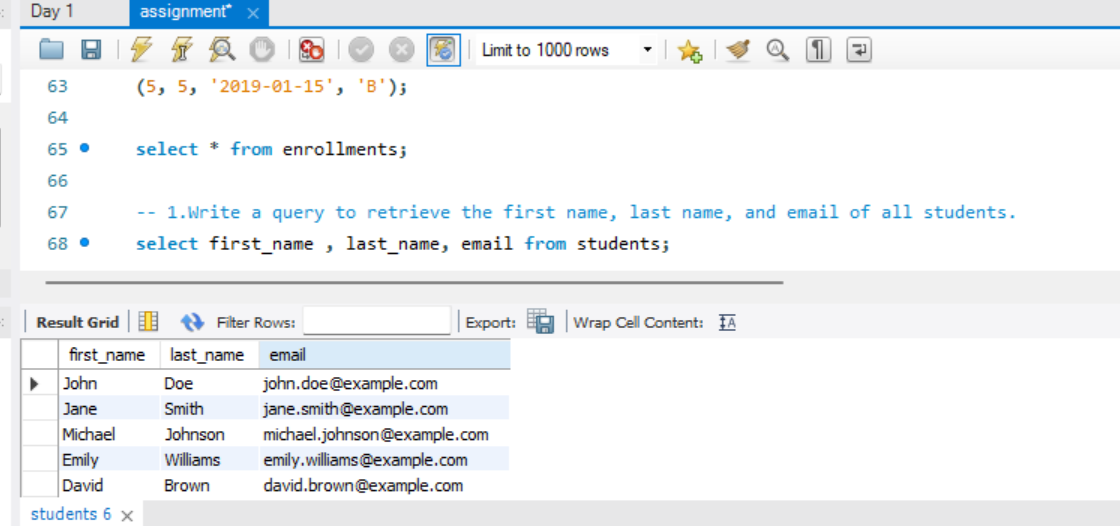 Day 1 assignment* ×
Limit to 1000 rows
63 (5, 5, '2019-01-15', 'B');
64
65 select * from enrollments;
66
67 -- 1.Write a query to retrieve the first name, last name, and email of all students.
68 select first_name , last_name, email from students;
Result Grid Filter Rows: Export: Wrap Cell Content: IA
first_name last_name email
John Doe john.doe@example.com
Jane Smith jane.smith@example.com
Michael Johnson michael.johnson@example.com
Emily Williams emily.williams@example.com
David Brown david.brown@example.com
students 6 ×